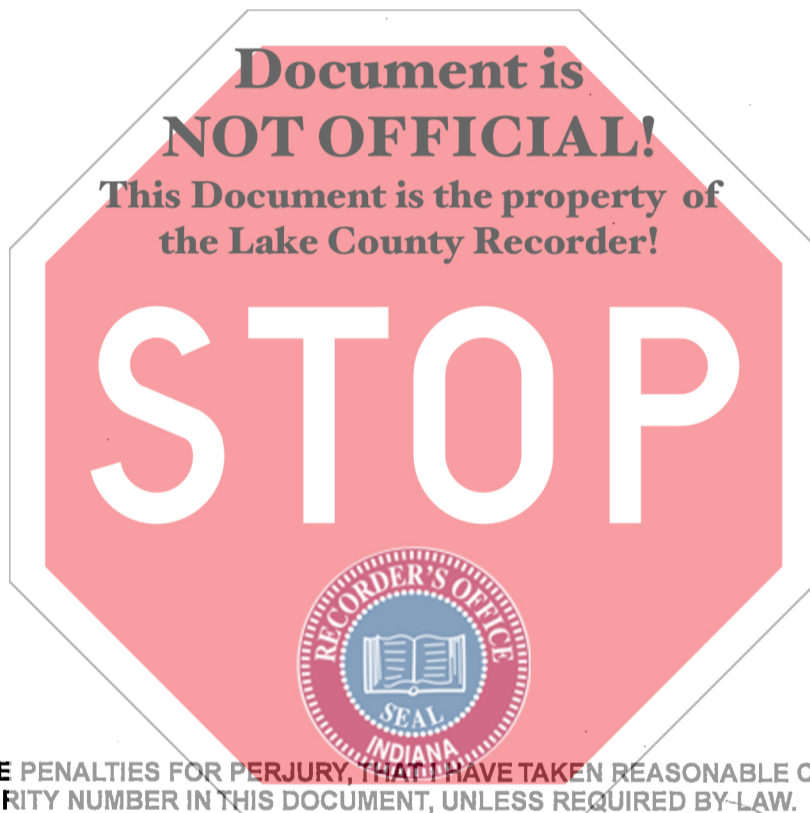 Document is
NOT OFFICIAL!
This Document is the property of
the Lake County Recorder!
STOP
RECORDER'S OFFICE
SEAL
INDIANA
E PENALTIES FOR PERJURY, THAT I HAVE TAKEN REASONABLE C
RITY NUMBER IN THIS DOCUMENT, UNLESS REQUIRED BY LAW.